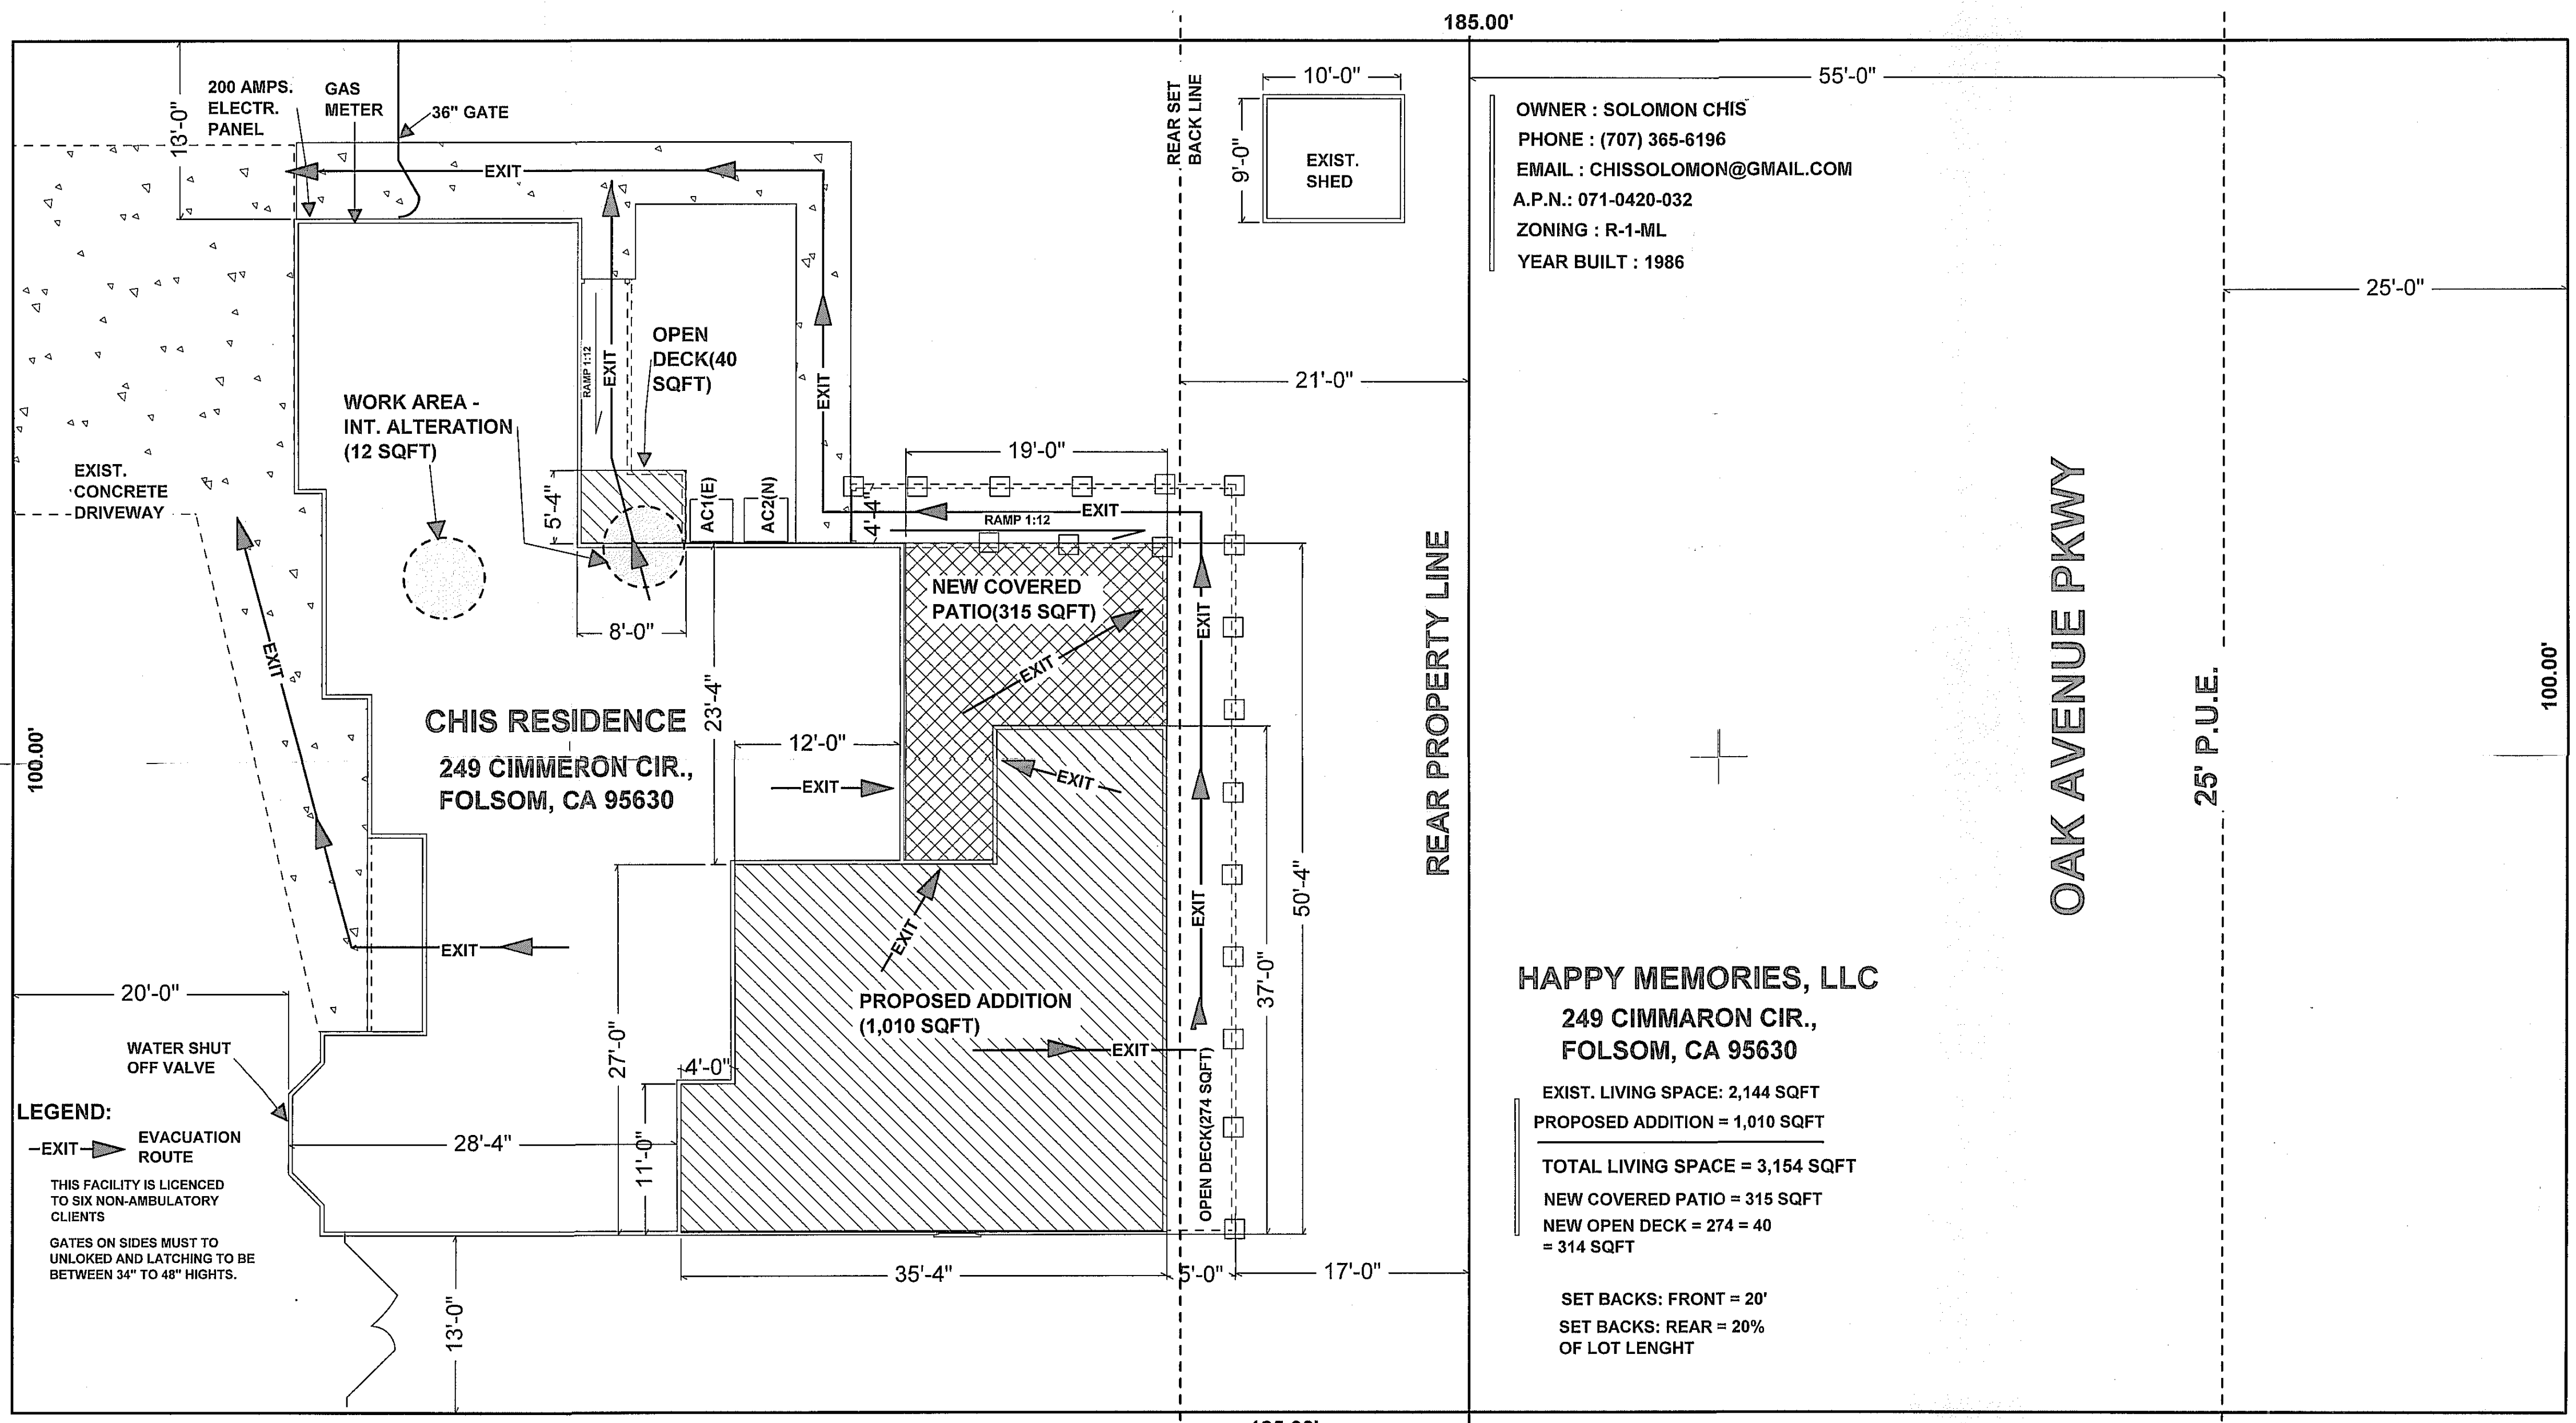 185.00'
200 AMPS.
ELECTR.
PANEL
GAS
METER
36" GATE
13'-0"
REAR SET
BACK LINE
10'-0"
9'-0"
EXIST.
SHED
55'-0"
25'-0"
OWNER : SOLOMON CHIS
PHONE : (707) 365-6196
EMAIL : CHISSOLOMON@GMAIL.COM
A.P.N.: 071-0420-032
ZONING : R-1-ML
YEAR BUILT : 1986
EXIT
EXIT
EXIT
RAMP 1:12
OPEN
DECK(40
SQFT)
21'-0"
WORK AREA -
INT. ALTERATION
(12 SQFT)
EXIST.
CONCRETE
DRIVEWAY
19'-0"
5'-4"
AC1(E)
AC2(N)
4'-4"
EXIT
RAMP 1:12
NEW COVERED
PATIO(315 SQFT)
8'-0"
EXIT
EXIT
EXIT
23'-4"
CHIS RESIDENCE
249 CIMMERON CIR.,
FOLSOM, CA 95630
12'-0"
EXIT
EXIT
100.00'
REAR PROPERTY LINE
OAK AVENUE PKWY
25' P.U.E.
100.00'
50'-4"
37'-0"
EXIT
EXIT
EXIT
20'-0"
PROPOSED ADDITION
(1,010 SQFT)
EXIT
27'-0"
4'-0"
11'-0"
28'-4"
OPEN DECK(274 SQFT)
WATER SHUT
OFF VALVE
LEGEND:
EXIT
EVACUATION
ROUTE
THIS FACILITY IS LICENCED
TO SIX NON-AMBULATORY
CLIENTS
GATES ON SIDES MUST TO
UNLOKED AND LATCHING TO BE
BETWEEN 34" TO 48" HIGHTS.
35'-4"
5'-0"
17'-0"
13'-0"
HAPPY MEMORIES, LLC
249 CIMMARON CIR.,
FOLSOM, CA 95630
EXIST. LIVING SPACE: 2,144 SQFT
PROPOSED ADDITION = 1,010 SQFT
TOTAL LIVING SPACE = 3,154 SQFT
NEW COVERED PATIO = 315 SQFT
NEW OPEN DECK = 274 = 40
= 314 SQFT
SET BACKS: FRONT = 20'
SET BACKS: REAR = 20%
OF LOT LENGHT